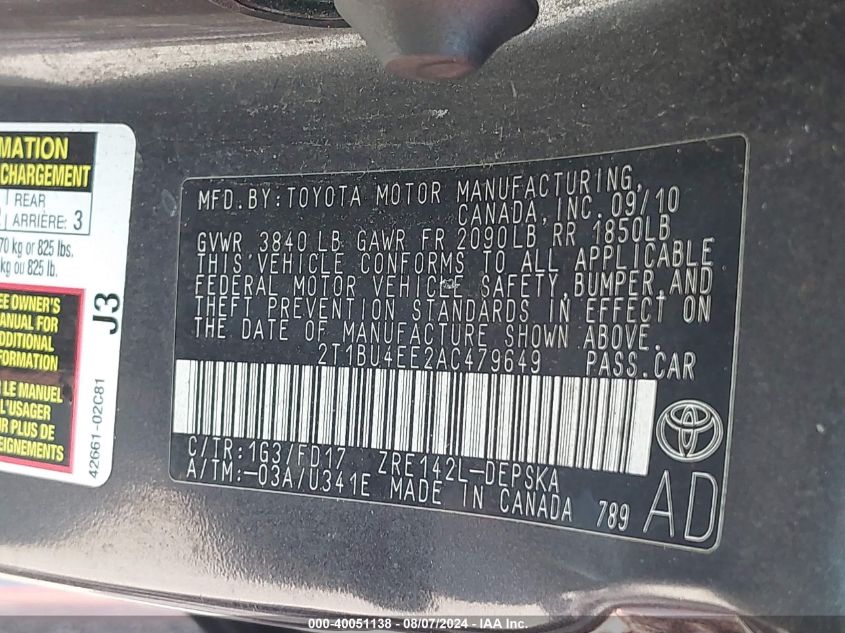 MATION
CHARGEMENT
REAR
ARRIÈRE: 3
70 kg or 825 lbs.
kg ou 825 lb.
EE OWNER'S
ANUAL FOR
DDITIONAL
FORMATION
R LE MANUEL
L'USAGER
UR PLUS DE
EIGNEMENTS
J3
42661-02C81
MFD. BY: TOYOTA MOTOR MANUFACTURING,
CANADA, INC. 09/10
GVWR 3840 LB GAWR FR 2090LB RR 1850LB
THIS VEHICLE CONFORMS TO ALL APPLICABLE
FEDERAL MOTOR VEHICLE SAFETY, BUMPER, AND
THEFT PREVENTION STANDARDS IN EFFECT ON
THE DATE OF MANUFACTURE SHOWN ABOVE.
2T1BU4EE2AC479649 PASS. CAR
C/TR: 1G3/FD17 ZRE142L-DEPSKA
A/TM: -03A/U341E MADE IN CANADA 789
AD
000-40051138 - 08/07/2024 - © IAA Inc.